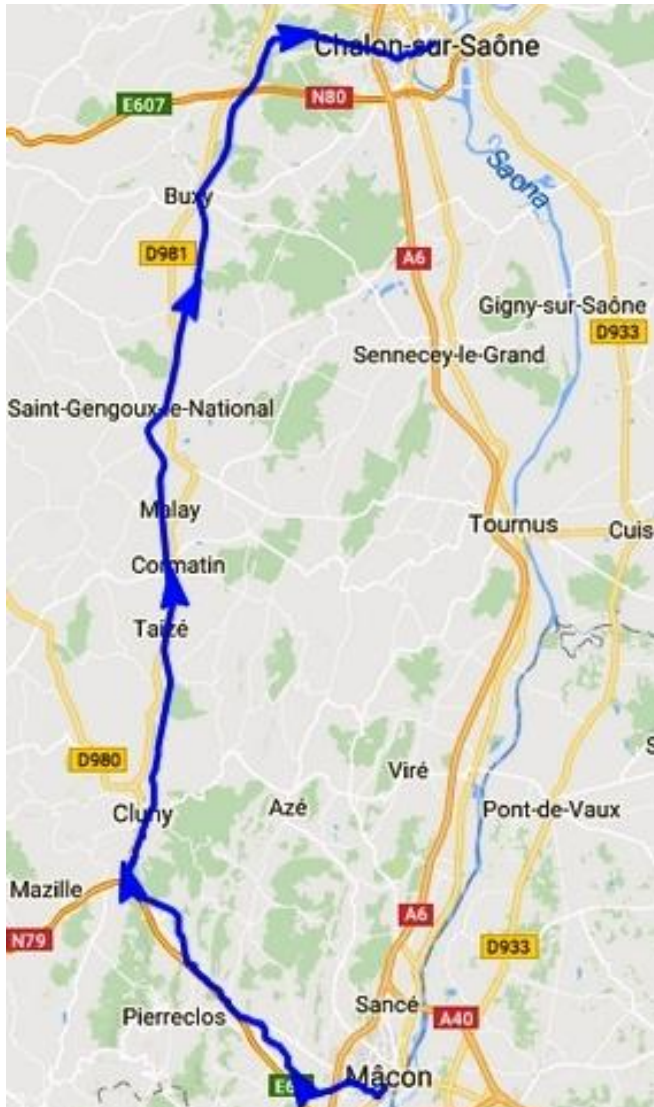 Chalon-sur-Saône
E607
N80
Saona
Buxy
D981
A6
Gigny-sur-Saône
D933
Sennecey-le-Grand
Saint-Gengoux-le-National
Malay
Tournus
Cuis
Cormatin
Taizé
D980
Viré
Cluny
Azé
Pont-de-Vaux
Mazille
A6
N79
D933
Sancé
Pierreclos
A40
Mâcon